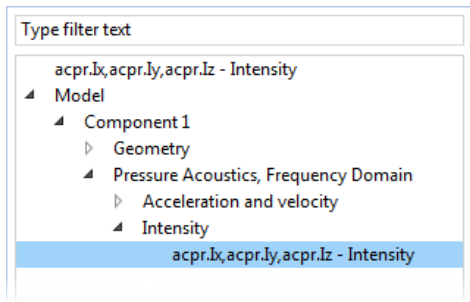 Type filter text
acpr.Ix,acpr.Iy,acpr.Iz - Intensity
Model
Component 1
Geometry
Pressure Acoustics, Frequency Domain
Acceleration and velocity
Intensity
acpr.Ix,acpr.Iy,acpr.Iz - Intensity